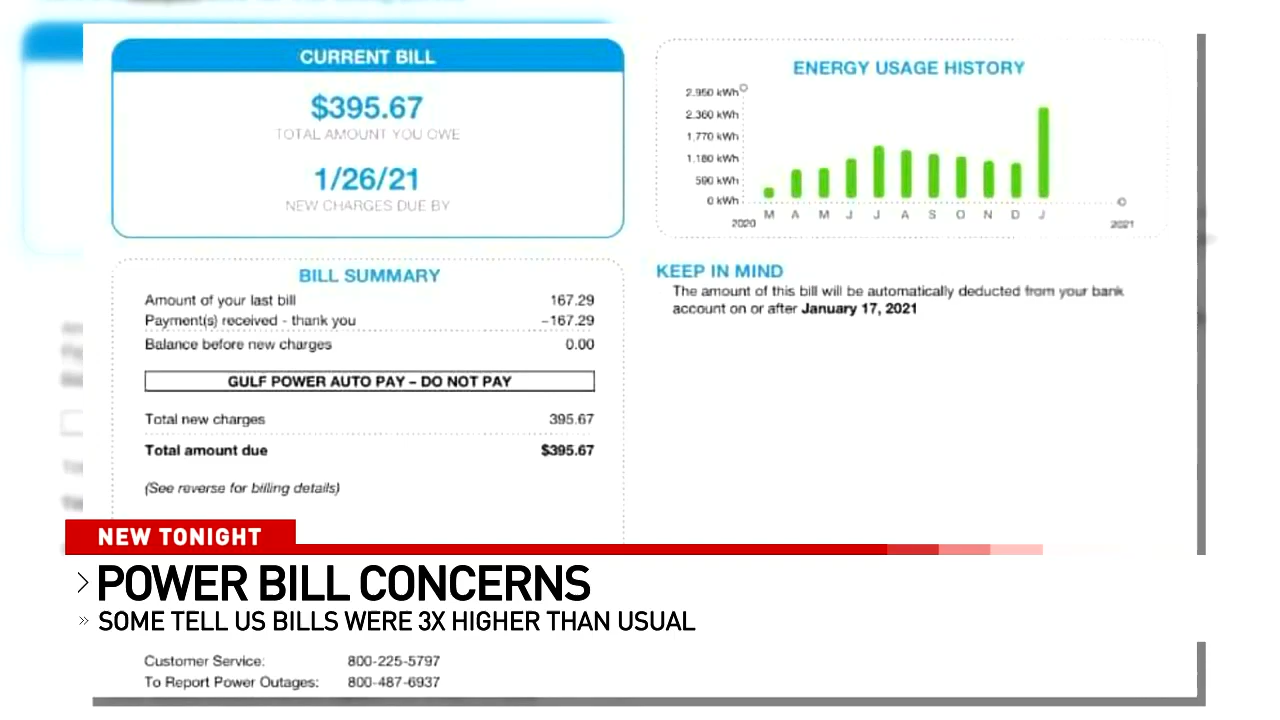 CURRENT BILL
$395.67
TOTAL AMOUNT YOU OWE
1/26/21
NEW CHARGES DUE BY
ENERGY USAGE HISTORY
2,950 kWh
2,360 kWh
1,770 kWh
1,180 kWh
590 kWh
0 kWh
M A M J J A S O N D J
2020 2021
BILL SUMMARY
Amount of your last bill 167.29
Payment(s) received - thank you −167.29
Balance before new charges 0.00
GULF POWER AUTO PAY – DO NOT PAY
Total new charges 395.67
Total amount due $395.67
(See reverse for billing details)
KEEP IN MIND
The amount of this bill will be automatically deducted from your bank
account on or after January 17, 2021
NEW TONIGHT
POWER BILL CONCERNS
SOME TELL US BILLS WERE 3X HIGHER THAN USUAL
Customer Service: 800-225-5797
To Report Power Outages: 800-487-6937